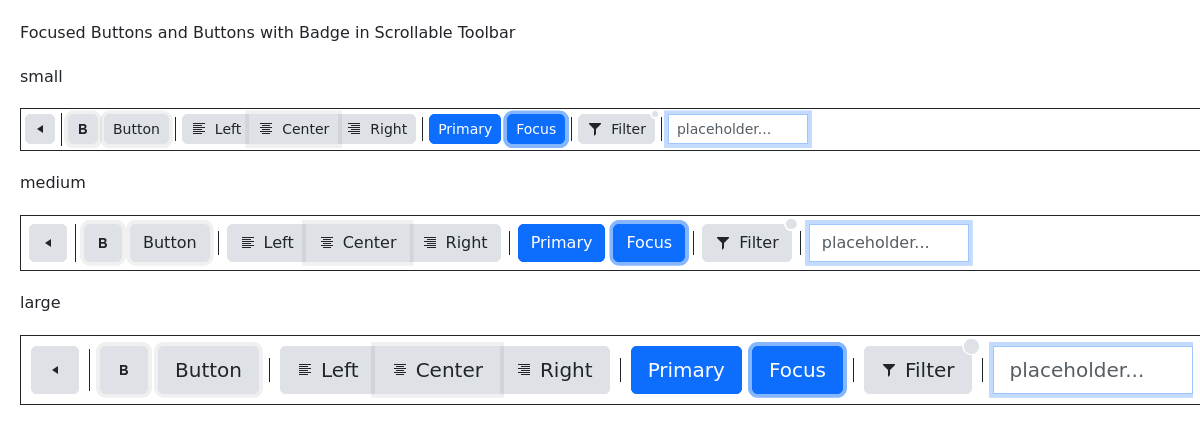 Focused Buttons and Buttons with Badge in Scrollable Toolbar
small
B Button Left Center Right Primary Focus Filter placeholder...
medium
B Button Left Center Right Primary Focus Filter placeholder...
large
B Button Left Center Right Primary Focus Filter placeholder...